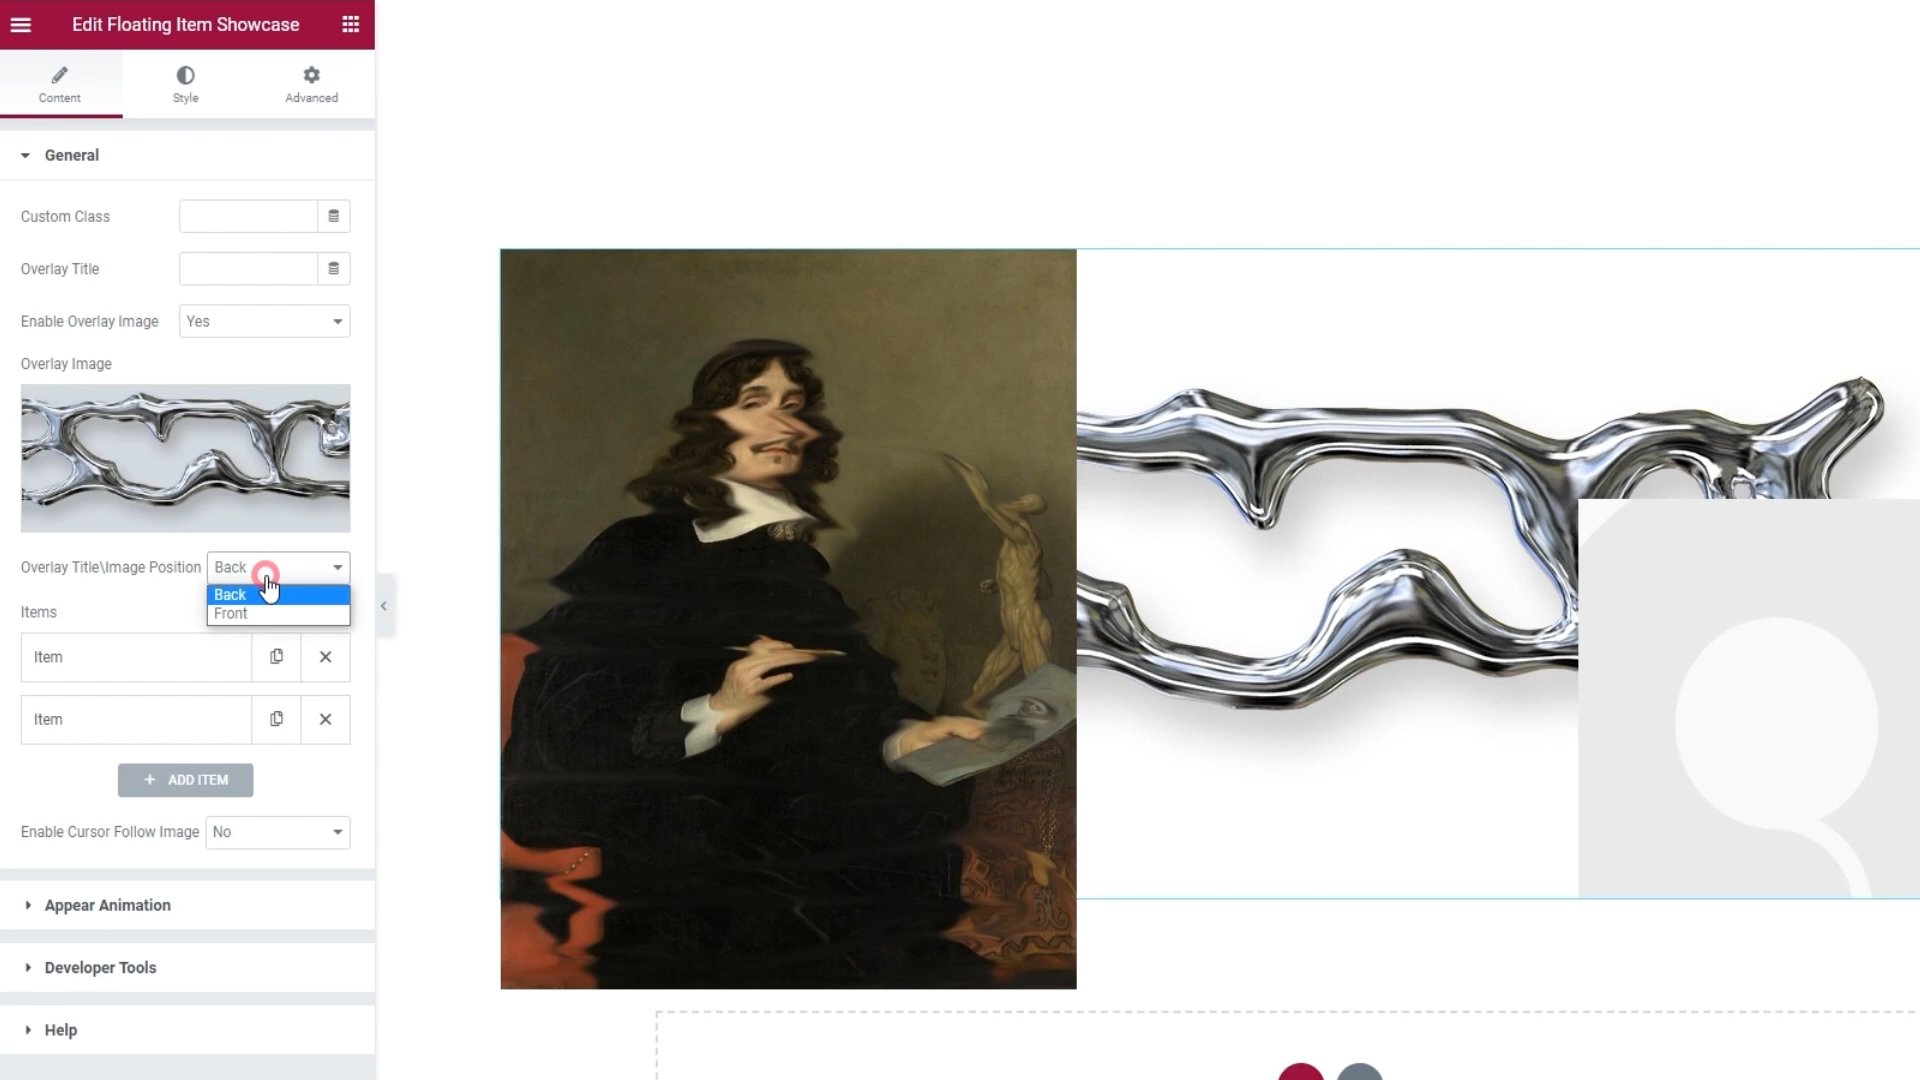 Edit Floating Item Showcase
Content
Style
Advanced
General
Custom Class
Overlay Title
Enable Overlay Image
Yes
Overlay Image
Overlay Title\Image Position
Back
Back
Front
Items
Item
Item
+ ADD ITEM
Enable Cursor Follow Image
No
Appear Animation
Developer Tools
Help